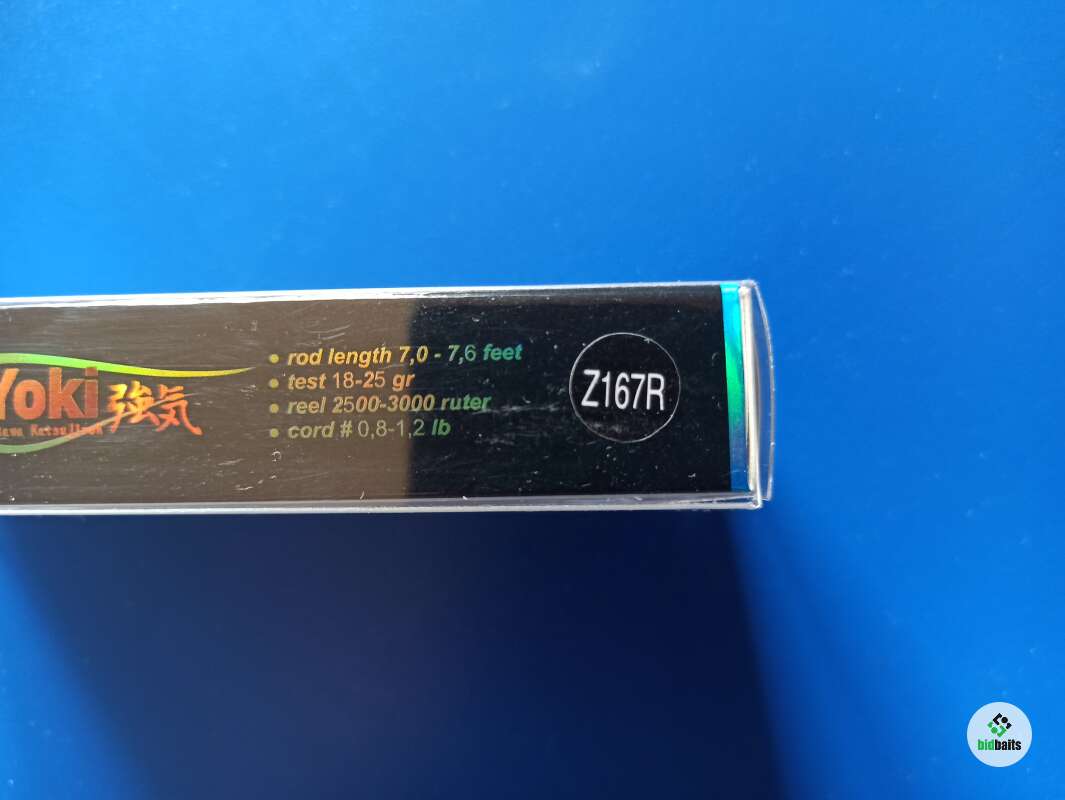 Yoki 強気
• rod length 7,0 - 7,6 feet
• test 18-25 gr
• reel 2500-3000 ruter
• cord # 0,8-1,2 lb
Z167R
bidbaits